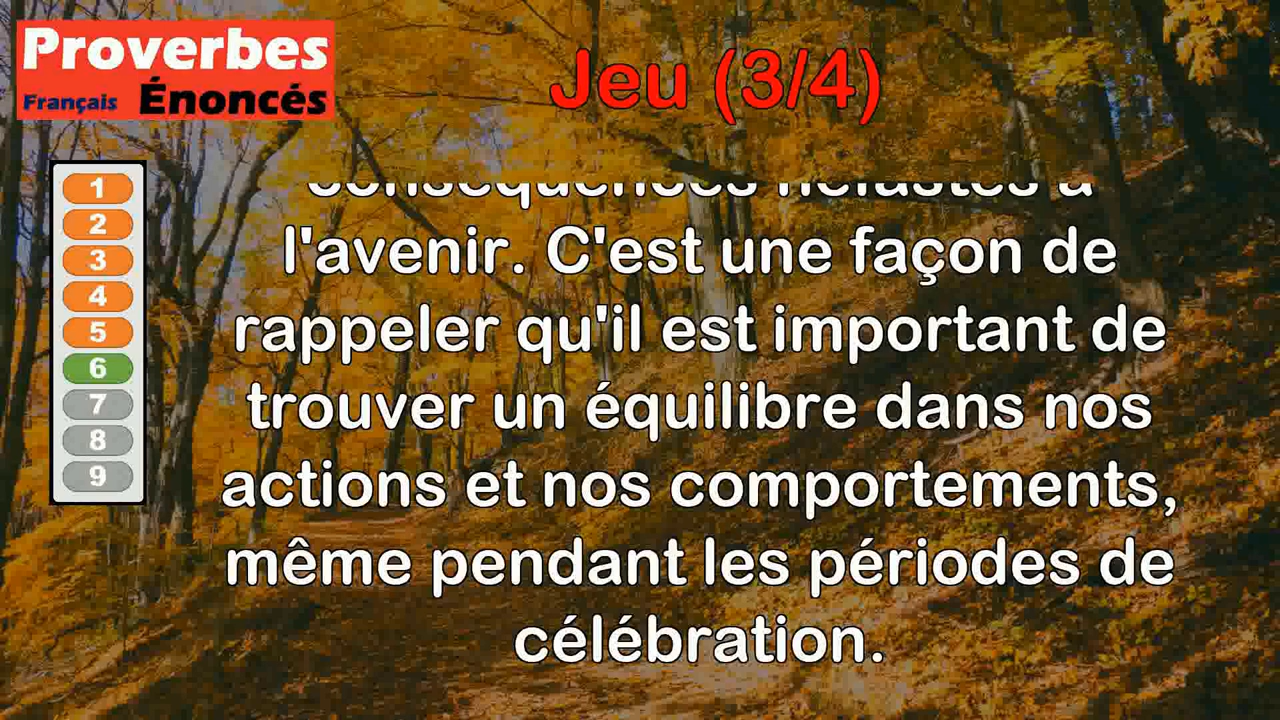 Proverbes
Français Énoncés
Jeu (3/4)
1
2
3
4
5
6
7
8
9
conséquences néfastes à
l'avenir. C'est une façon de
rappeler qu'il est important de
trouver un équilibre dans nos
actions et nos comportements,
même pendant les périodes de
célébration.